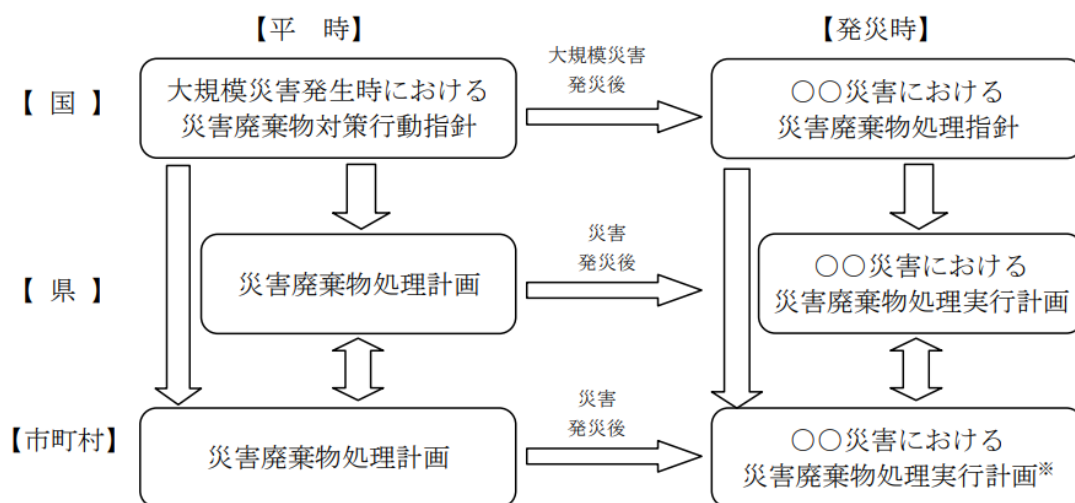 【平　時】
【発災時】
【 国 】
大規模災害発生時における
災害廃棄物対策行動指針
大規模災害
発災後
○○災害における
災害廃棄物処理指針
【 県 】
災害廃棄物処理計画
災害
発災後
○○災害における
災害廃棄物処理実行計画
【市町村】
災害廃棄物処理計画
災害
発災後
○○災害における
災害廃棄物処理実行計画※